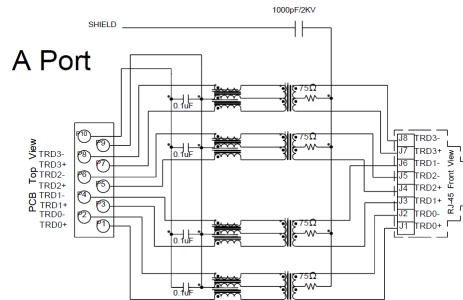 1000pF/2KV
SHIELD
A Port
75Ω
0.1uF
P10
P9
TRD3- P8
TRD3+ P7
TRD2- P6
TRD2+ P5
TRD1- P4
TRD1+ P3
TRD0- P2
TRD0+ P1
PCB Top View
75Ω
0.1uF
75Ω
0.1uF
75Ω
0.1uF
J8 TRD3-
J7 TRD3+
J6 TRD1-
J5 TRD2-
J4 TRD2+
J3 TRD1+
J2 TRD0-
J1 TRD0+
RJ-45 Front View